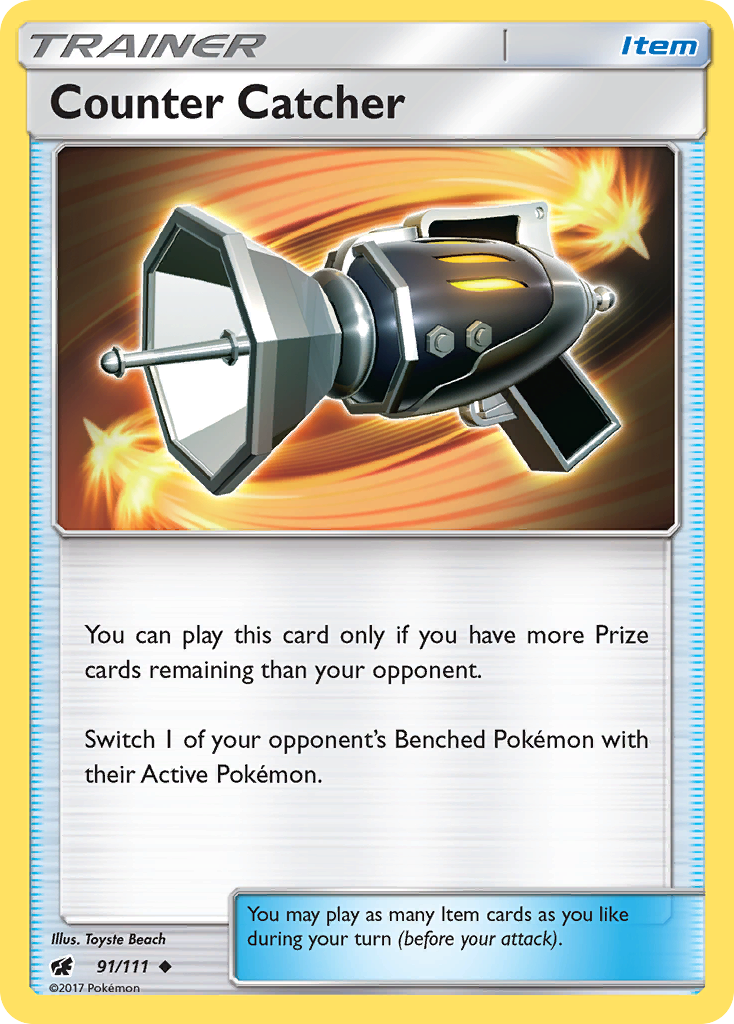 TRAINER
Item
Counter Catcher
You can play this card only if you have more Prize
cards remaining than your opponent.
Switch 1 of your opponent's Benched Pokémon with
their Active Pokémon.
You may play as many Item cards as you like
during your turn (before your attack).
Illus. Toyste Beach
91/111 ◆
©2017 Pokémon